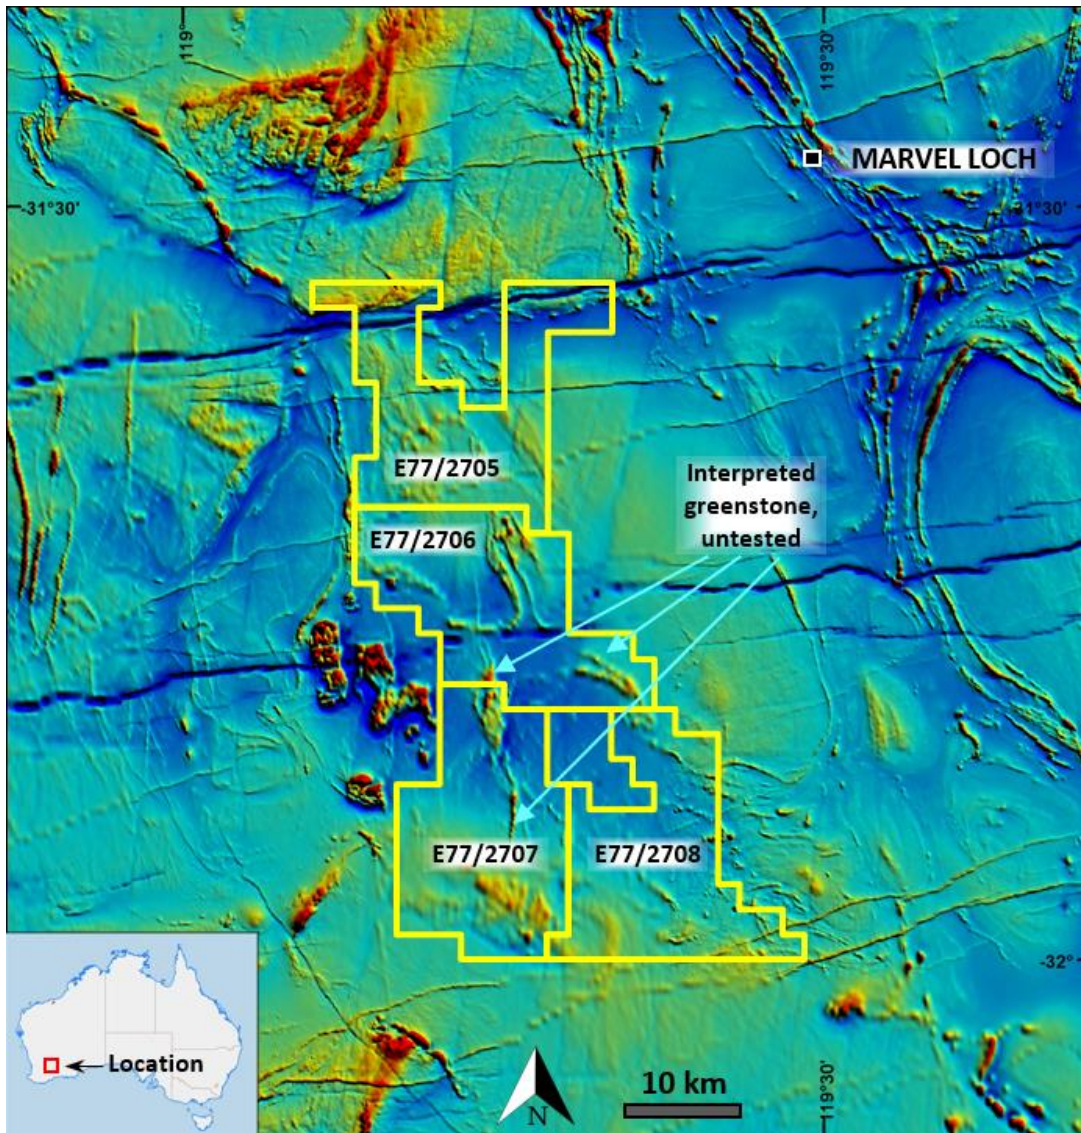 119°
119°30'
MARVEL LOCH
-31°30'
-31°30'
E77/2705
Interpreted
greenstone,
untested
E77/2706
E77/2707
E77/2708
-32°
Location
N
10 km
119°30'